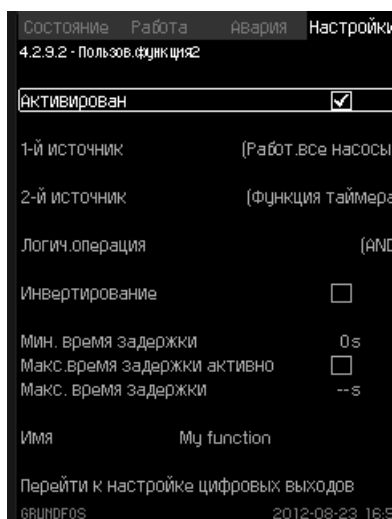 Состояние Работа Авария Настройки
4.2.9.2 - Пользов.функция2
Активирован
1-й источник (Работ.все насосы
2-й источник (Функция таймера
Логич.операция (AND
Инвертирование
Мин. время задержки 0s
Макс.время задержки активно
Макс. время задержки --s
Имя My function
Перейти к настройке цифровых выходов
GRUNDFOS 2012-08-23 16:5